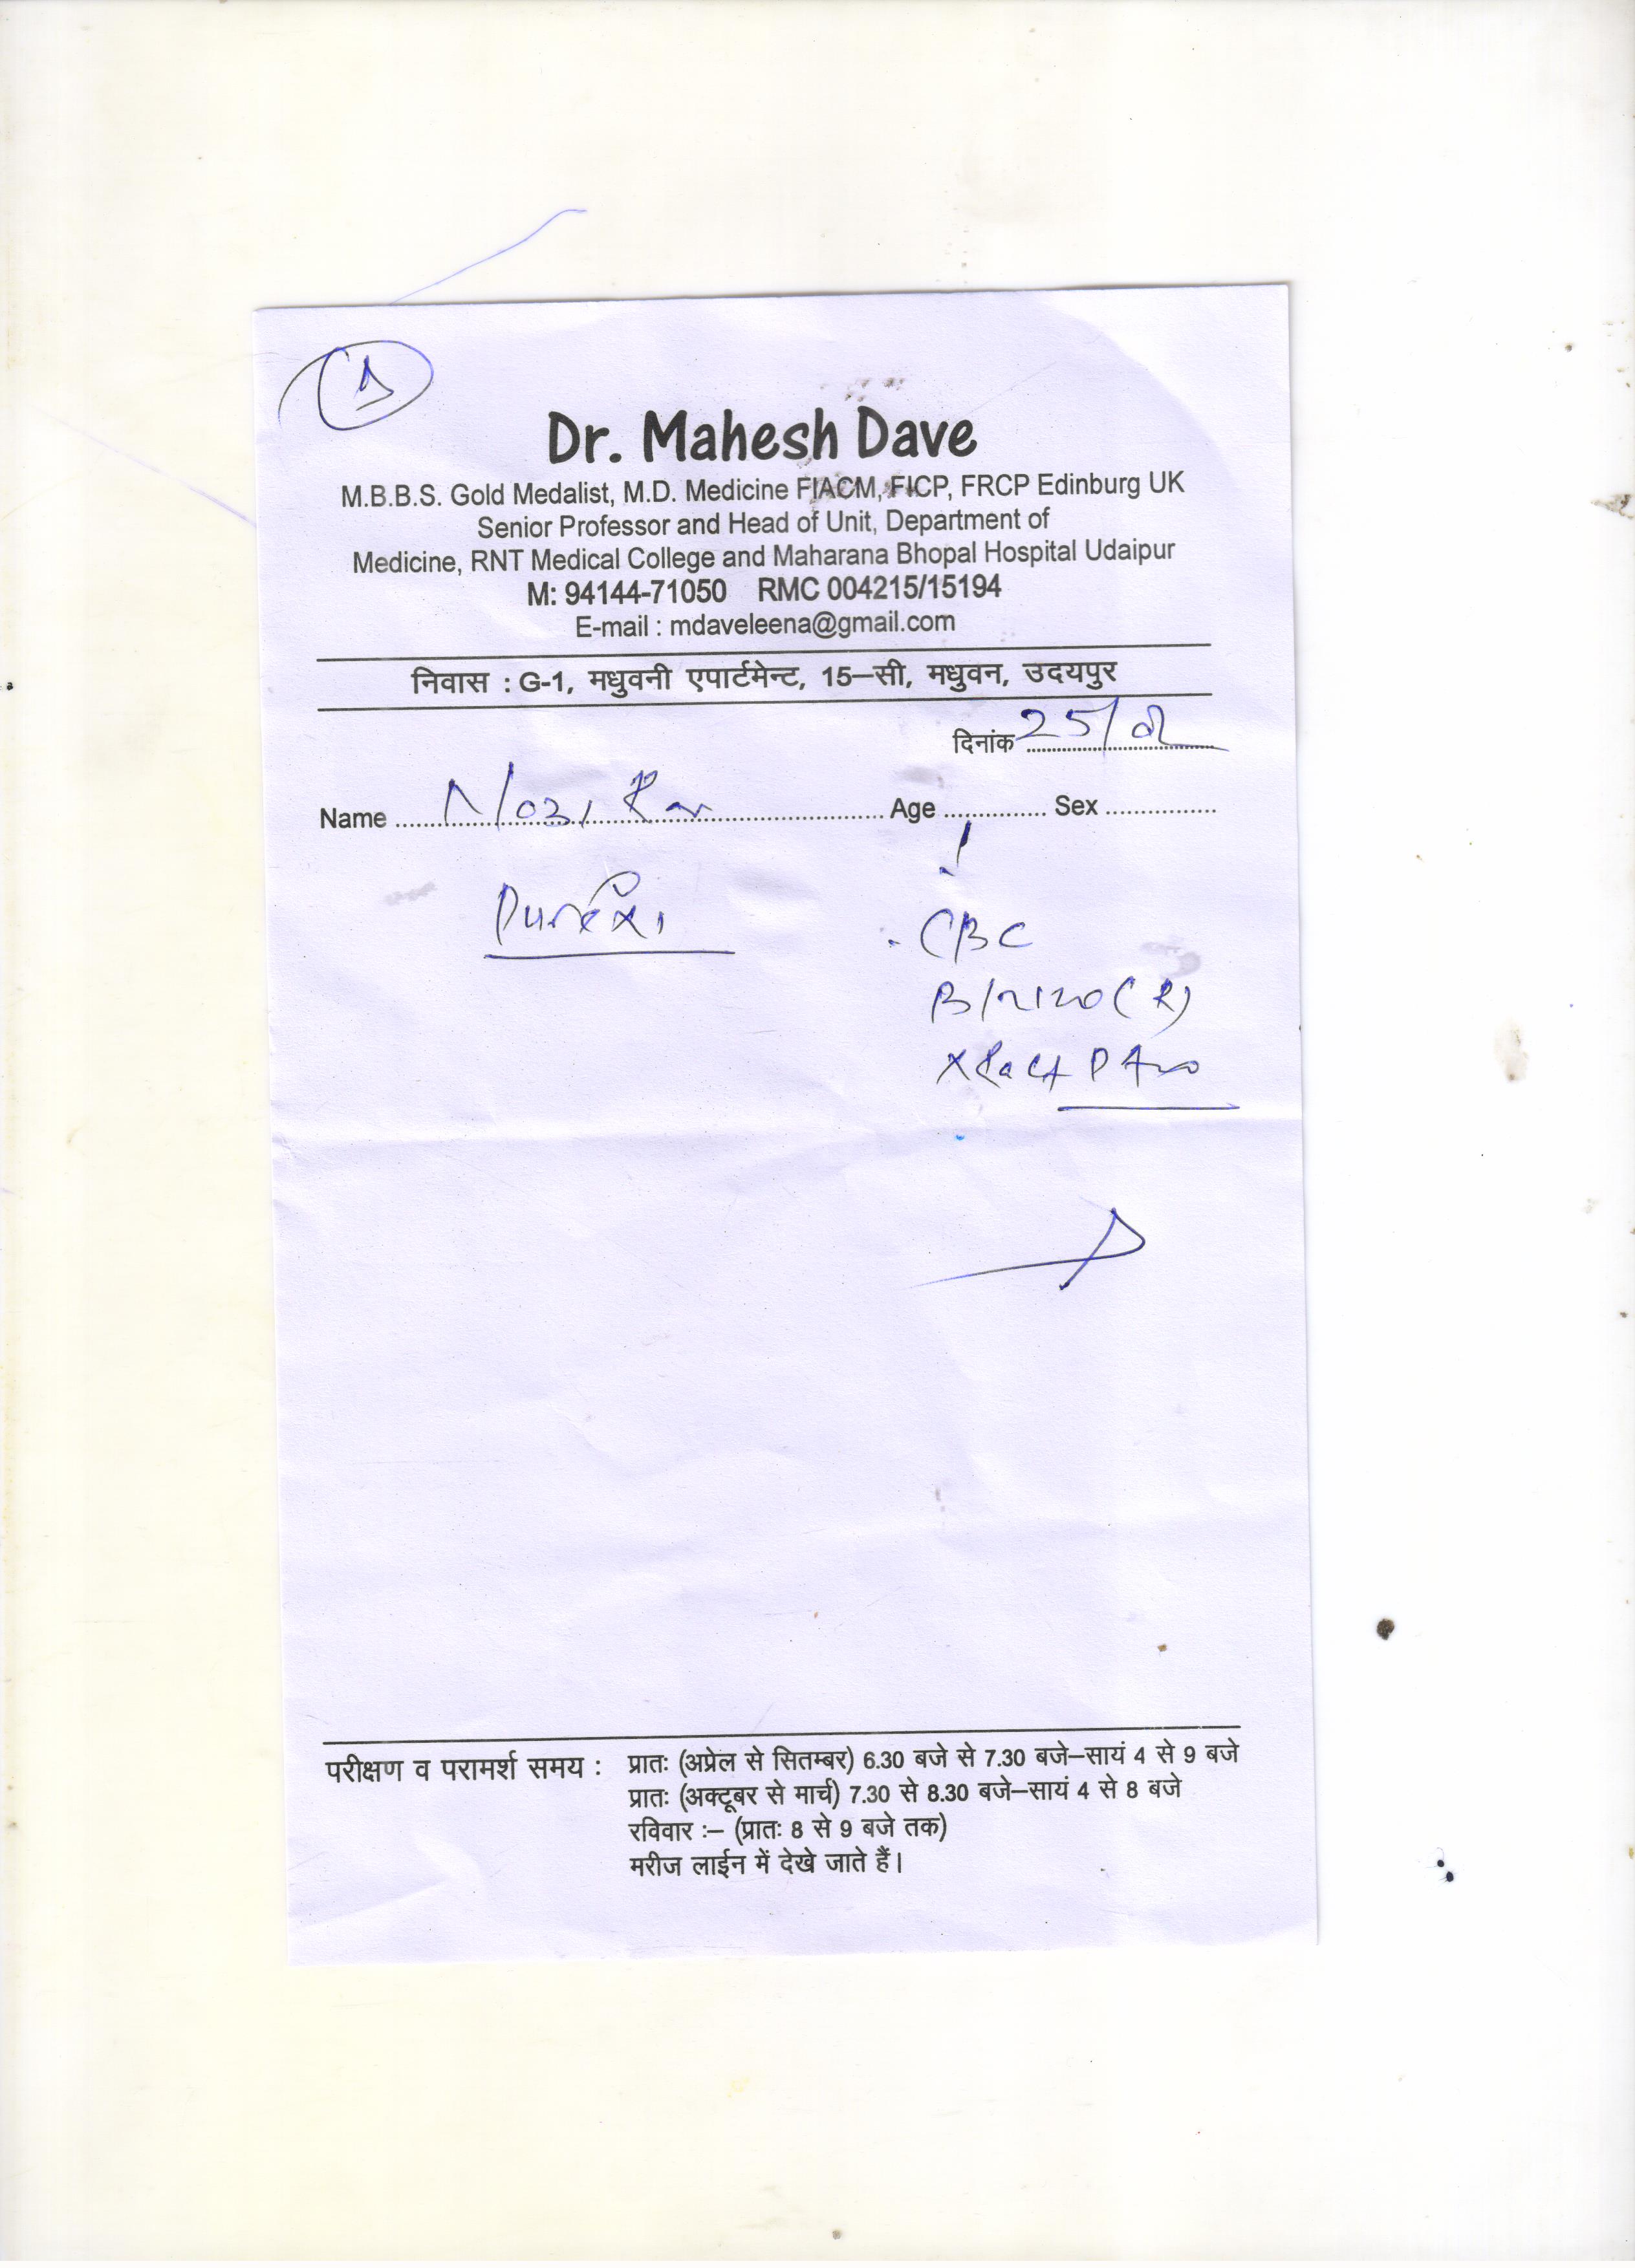 Dr. Mahesh Dave
M.B.B.S. Gold Medalist, M.D. Medicine FIACM, FICP, FRCP Edinburg UK
Senior Professor and Head of Unit, Department of
Medicine, RNT Medical College and Maharana Bhopal Hospital Udaipur
M: 94144-71050 RMC 004215/15194
E-mail : mdaveleena@gmail.com
निवास : G-1, मधुवनी एपार्टमेन्ट, 15–सी, मधुवन, उदयपुर
दिनांक 25/
Name Age Sex
CBC
परीक्षण व परामर्श समय : प्रातः (अप्रेल से सितम्बर) 6.30 बजे से 7.30 बजे–सायं 4 से 9 बजे
प्रातः (अक्टूबर से मार्च) 7.30 से 8.30 बजे–सायं 4 से 8 बजे
रविवार :– (प्रातः 8 से 9 बजे तक)
मरीज लाईन में देखे जाते हैं।